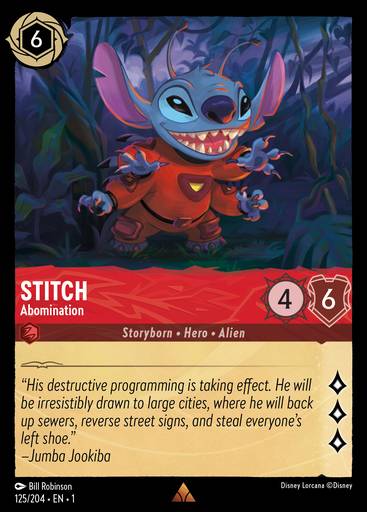 6
STITCH
Abomination
4
6
Storyborn • Hero • Alien
“His destructive programming is taking effect. He will
be irresistibly drawn to large cities, where he will back
up sewers, reverse street signs, and steal everyone’s
left shoe.”
–Jumba Jookiba
Bill Robinson
125/204 • EN • 1
Disney Lorcana ©Disney